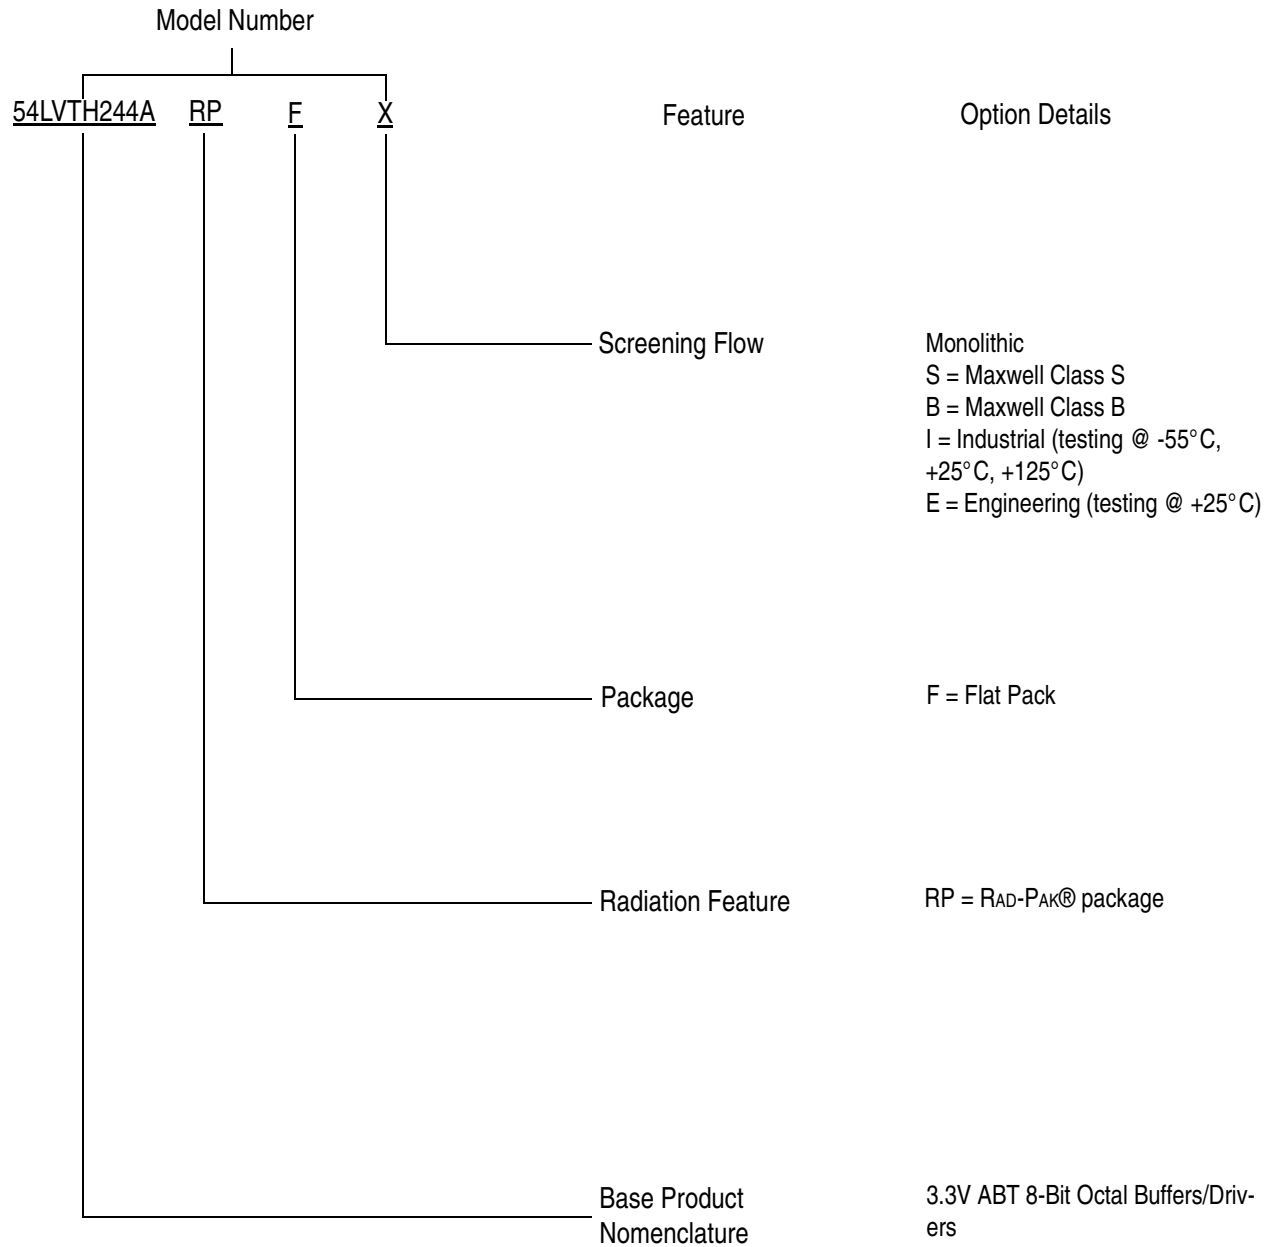 Model Number
54LVTH244A RP F X
Feature
Option Details
Screening Flow
Monolithic
S = Maxwell Class S
B = Maxwell Class B
I = Industrial (testing @ -55°C,
+25°C, +125°C)
E = Engineering (testing @ +25°C)
Package
F = Flat Pack
Radiation Feature
RP = RAD-PAK® package
Base Product
Nomenclature
3.3V ABT 8-Bit Octal Buffers/Driv-
ers